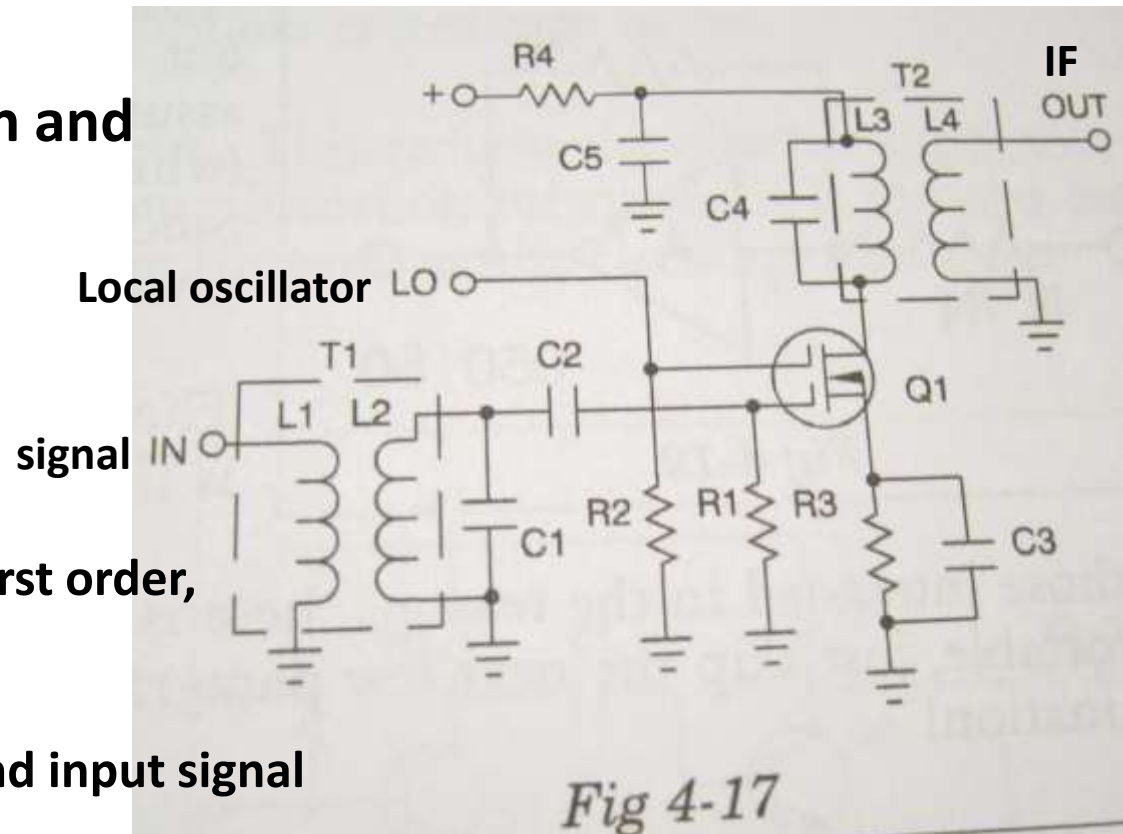 R4
IF
T2
OUT
+
L3 L4
n and
C5
C4
Local oscillator LO
T1
C2
Q1
L1 L2
signal IN
R2
R1
R3
C1
C3
rst order,
nd input signal
Fig 4-17